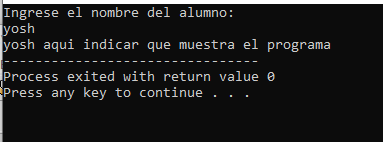 Ingrese el nombre del alumno:
yosh
yosh aqui indicar que muestra el programa
--------------------------------
Process exited with return value 0
Press any key to continue . . .